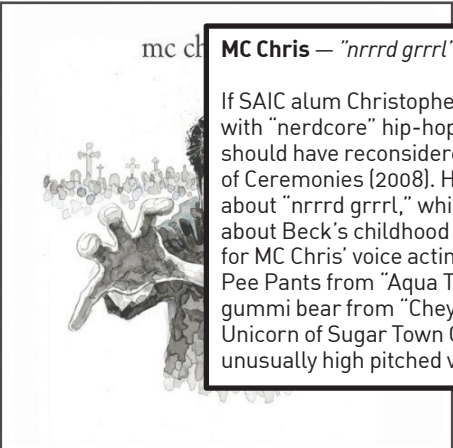 mc ch
MC Chris — "nrrrd grrrl"
If SAIC alum Christophe
with “nerdcore” hip-hop
should have reconsidere
of Ceremonies (2008). H
about “nrrrd grrrl,” whi
about Beck’s childhood
for MC Chris’ voice actin
Pee Pants from “Aqua T
gummi bear from “Chey
Unicorn of Sugar Town C
unusually high pitched v